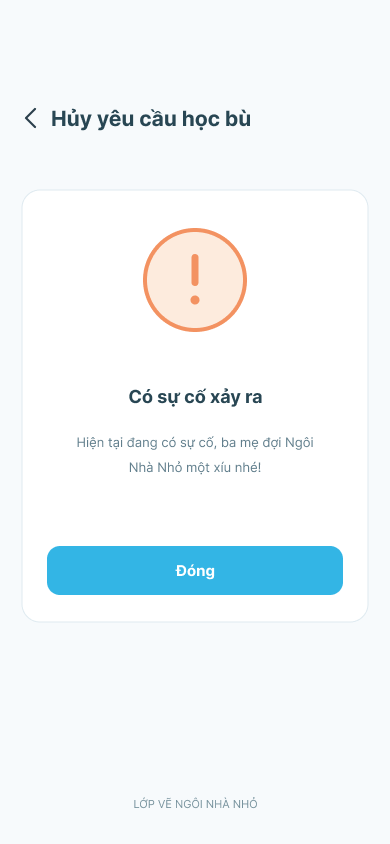 Hủy yêu cầu học bù
Có sự cố xảy ra
Hiện tại đang có sự cố, ba mẹ đợi Ngôi
Nhà Nhỏ một xíu nhé!
Đóng
LỚP VẼ NGÔI NHÀ NHỎ